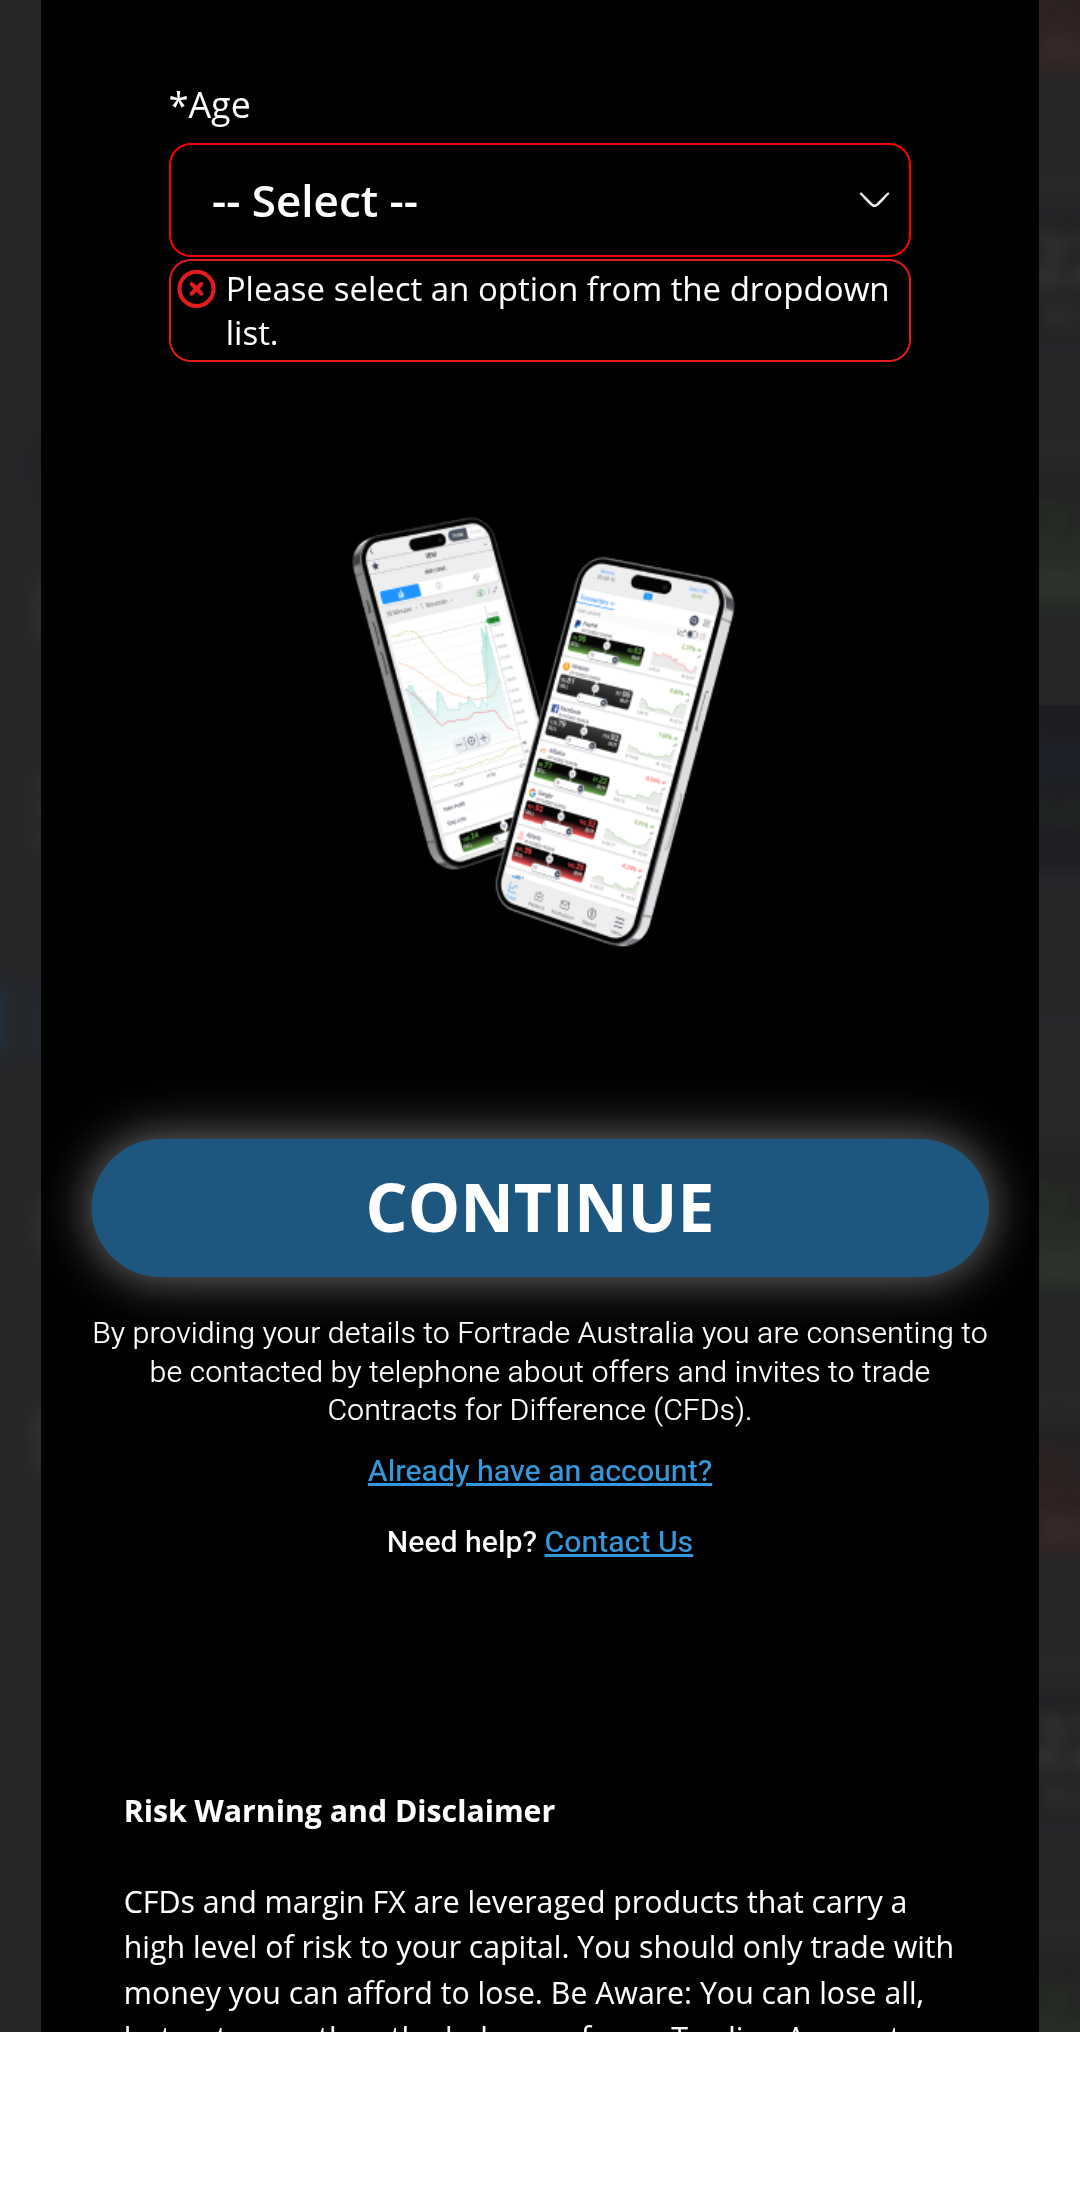 *Age
-- Select --
Please select an option from the dropdown
list.
CONTINUE
By providing your details to Fortrade Australia you are consenting to
be contacted by telephone about offers and invites to trade
Contracts for Difference (CFDs).
Already have an account?
Need help? Contact Us
Risk Warning and Disclaimer
CFDs and margin FX are leveraged products that carry a
high level of risk to your capital. You should only trade with
money you can afford to lose. Be Aware: You can lose all,